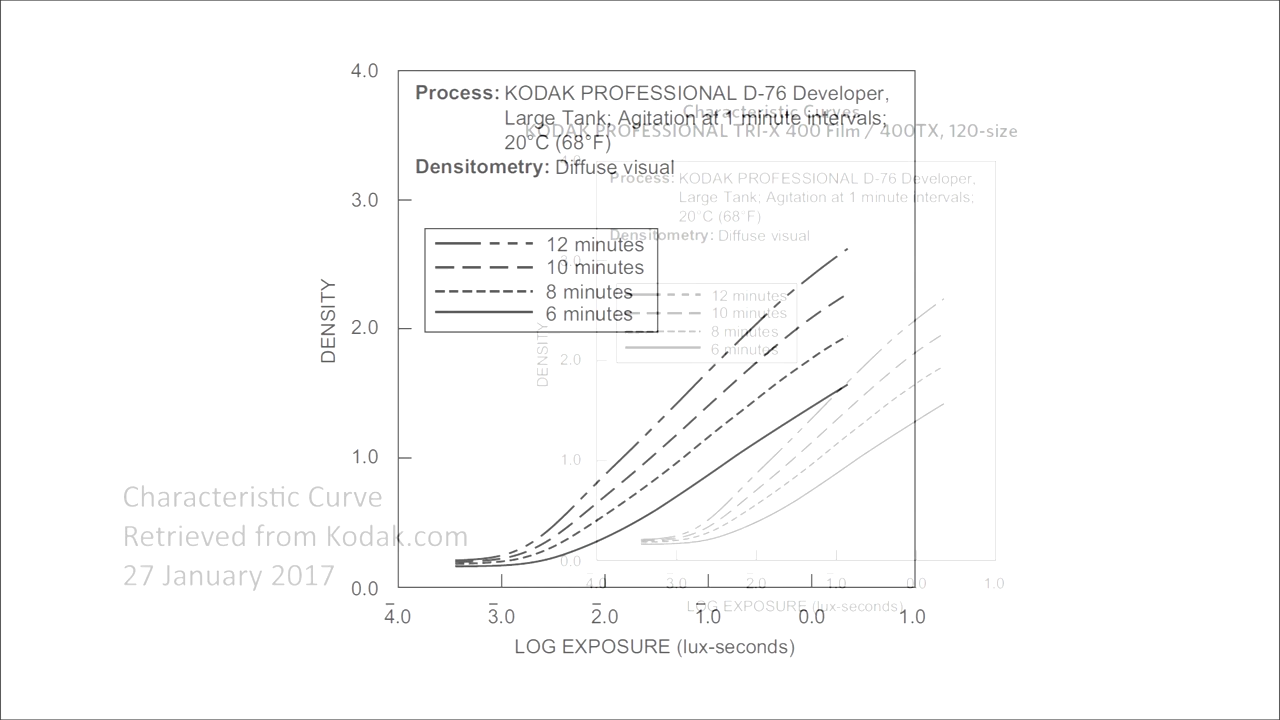 4.0
Process: KODAK PROFESSIONAL D-76 Developer,
Large Tank; Agitation at 1 minute intervals;
20°C (68°F)
Densitometry: Diffuse visual
3.0
12 minutes
10 minutes
8 minutes
6 minutes
DENSITY
2.0
1.0
0.0
4̅.0 3̅.0 2̅.0 1̅.0 0.0 1.0
LOG EXPOSURE (lux-seconds)
Characteristic Curves
KODAK PROFESSIONAL TRI-X 400 Film / 400TX, 120-size
4.0
Process: KODAK PROFESSIONAL D-76 Developer,
Large Tank; Agitation at 1 minute intervals;
20°C (68°F)
Densitometry: Diffuse visual
3.0
12 minutes
10 minutes
8 minutes
6 minutes
DENSITY
2.0
1.0
0.0
4̅.0 3̅.0 2̅.0 1̅.0 0.0 1.0
LOG EXPOSURE (lux-seconds)
Characteristic Curve
Retrieved from Kodak.com
27 January 2017